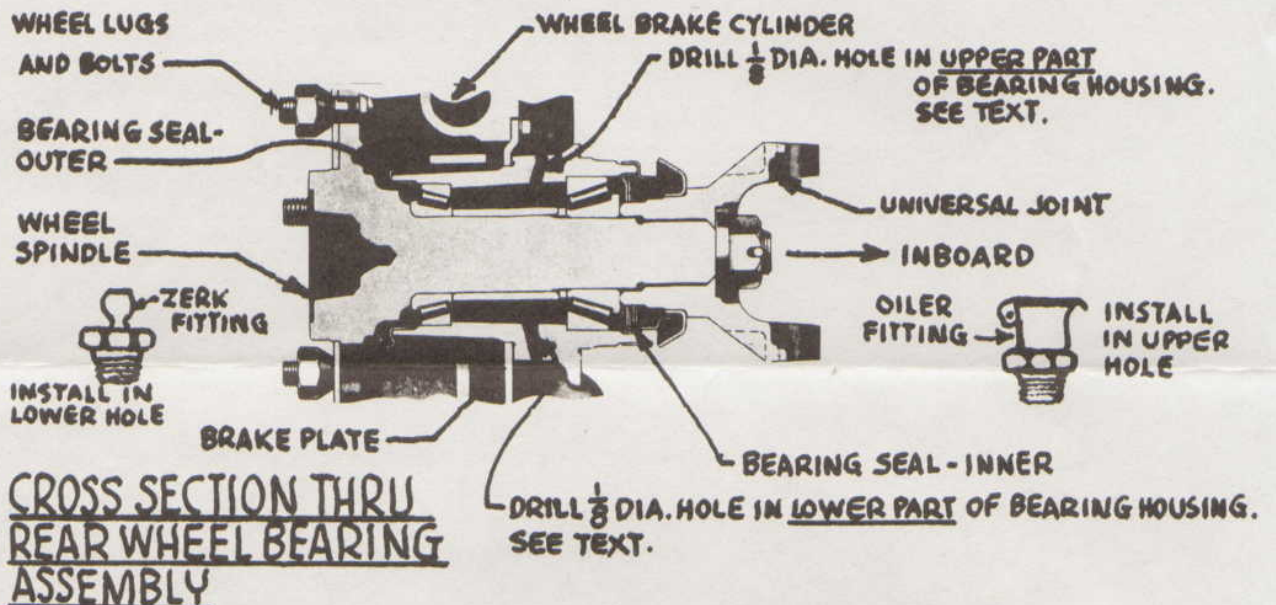 WHEEL LUGS
AND BOLTS
WHEEL BRAKE CYLINDER
DRILL 1/8 DIA. HOLE IN UPPER PART
OF BEARING HOUSING.
SEE TEXT.
BEARING SEAL-
OUTER
WHEEL
SPINDLE
UNIVERSAL JOINT
INBOARD
ZERK
FITTING
INSTALL IN
LOWER HOLE
OILER
FITTING
INSTALL
IN UPPER
HOLE
BRAKE PLATE
BEARING SEAL-INNER
DRILL 1/8 DIA. HOLE IN LOWER PART OF BEARING HOUSING.
SEE TEXT.
CROSS SECTION THRU
REAR WHEEL BEARING
ASSEMBLY